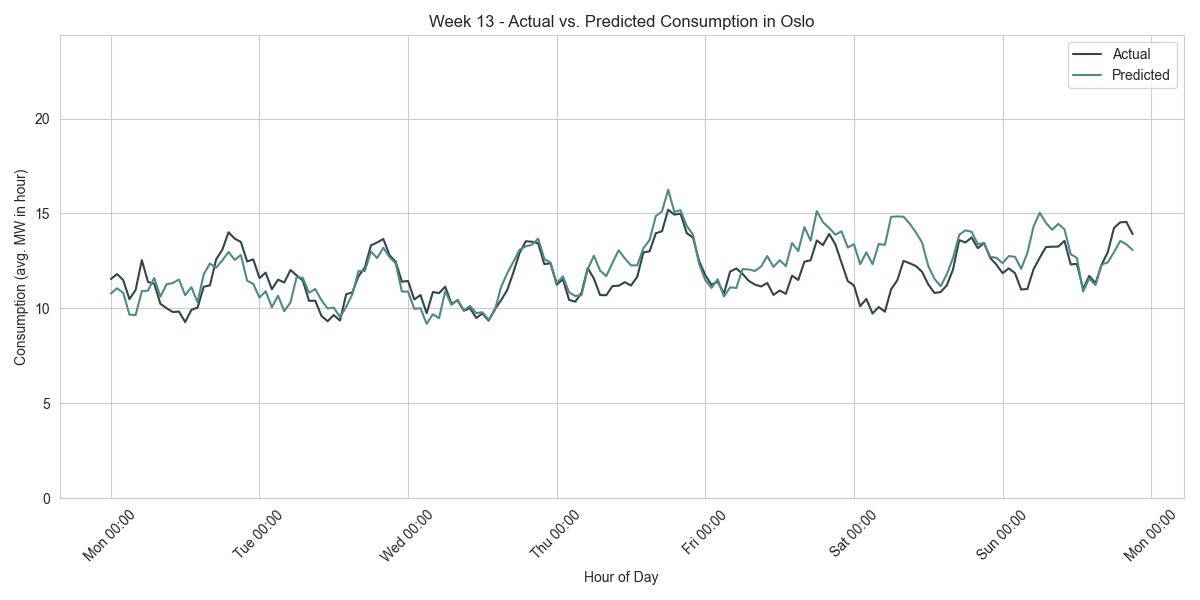 Week 13 - Actual vs. Predicted Consumption in Oslo
Actual
Predicted
Consumption (avg. MW in hour)
20
15
10
5
0
Mon 00:00
Tue 00:00
Wed 00:00
Thu 00:00
Fri 00:00
Sat 00:00
Sun 00:00
Mon 00:00
Hour of Day